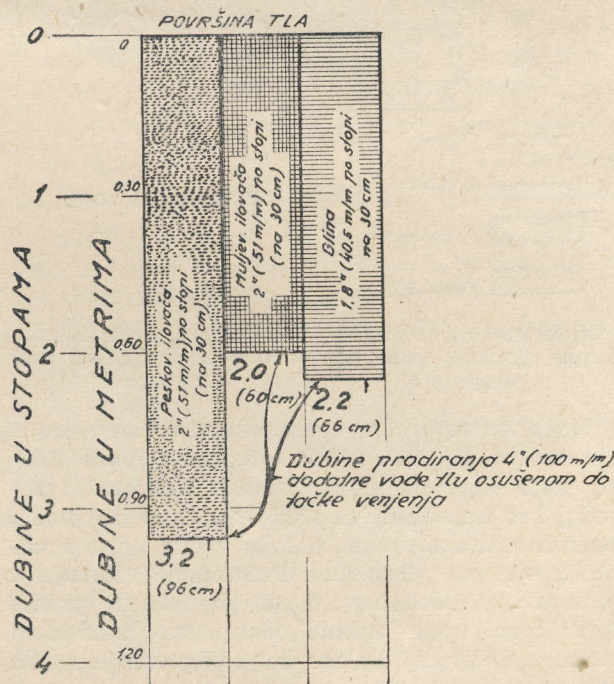 POVRŠINA TLA
0
0
1
0,30
2
0,60
3
0,90
4
1,20
DUBINE U STOPAMA
DUBINE U METRIMA
Peskov. ilovača
2" (51 m/m) po stopi
(na 30 cm)
Muljev. ilovača
2" (51 m/m) po stopi
(na 30 cm)
Glina
1.8" (40.5 m/m po stopi
na 30 cm)
2.0
(60 cm)
2.2
(66 cm)
3.2
(96 cm)
Dubine prodiranja 4" (100 m/m)
dodatne vode tlu osušenom do
tačke venjenja